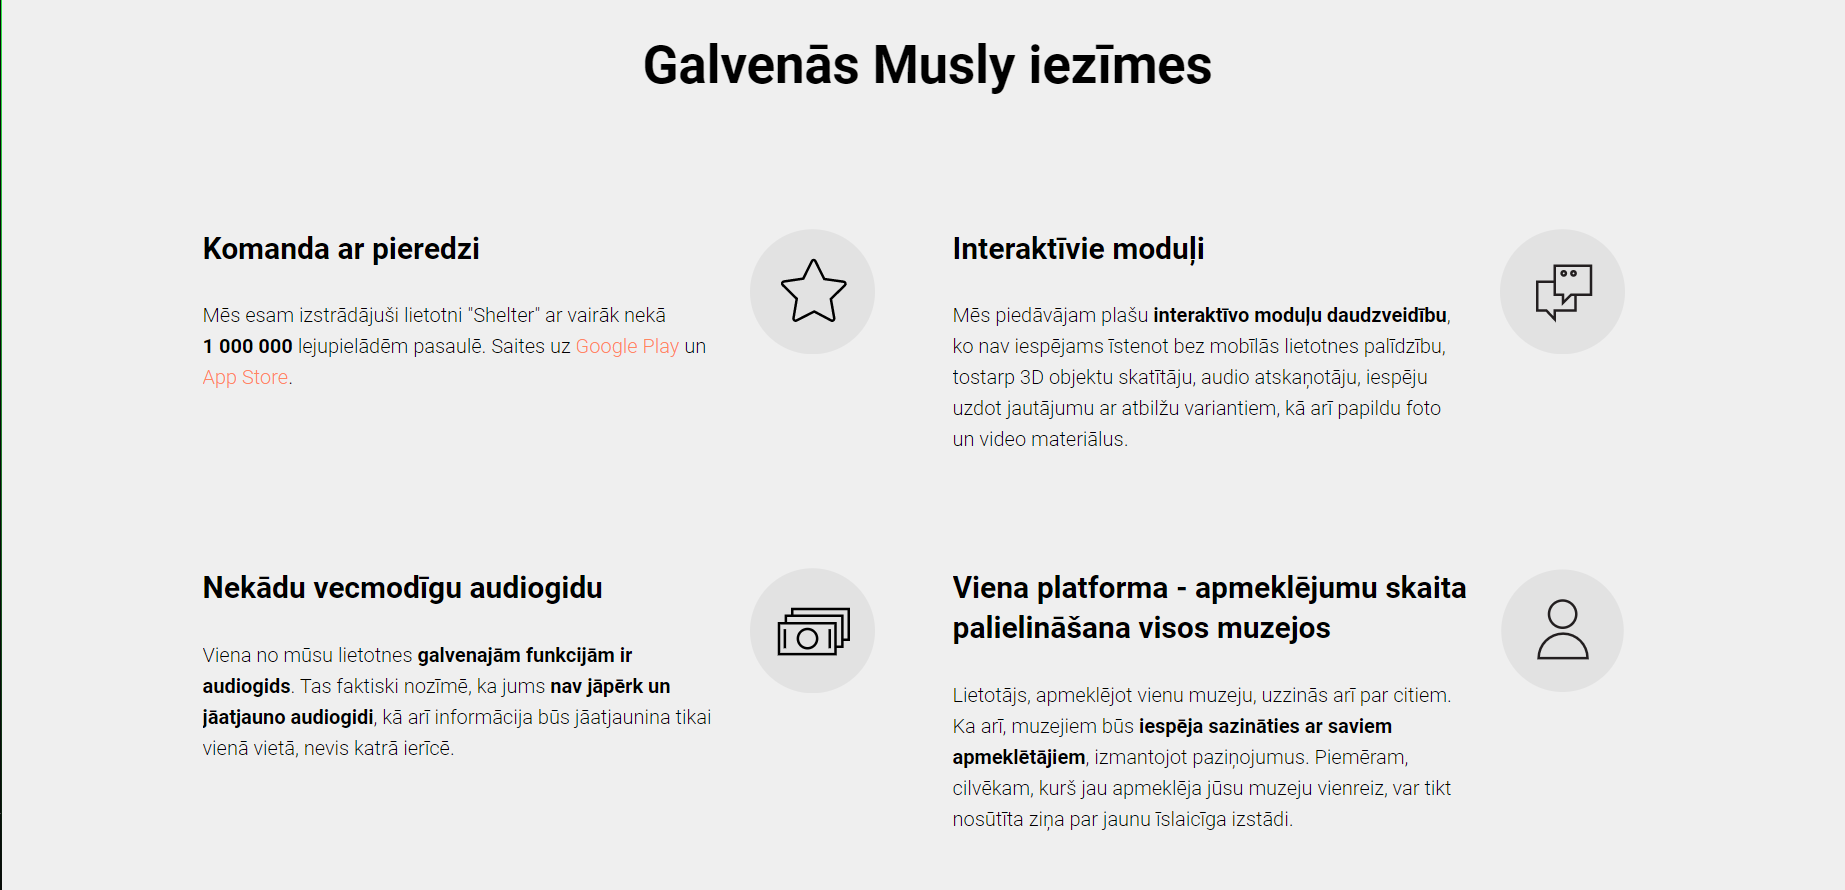 Galvenās Musly iezīmes
Komanda ar pieredzi
Mēs esam izstrādājuši lietotni "Shelter" ar vairāk nekā
1 000 000 lejupielādēm pasaulē. Saites uz Google Play un
App Store.
Interaktīvie moduļi
Mēs piedāvājam plašu interaktīvo moduļu daudzveidību,
ko nav iespējams īstenot bez mobīlās lietotnes palīdzību,
tostarp 3D objektu skatītāju, audio atskaņotāju, iespēju
uzdot jautājumu ar atbilžu variantiem, kā arī papildu foto
un video materiālus.
Nekādu vecmodīgu audiogidu
Viena no mūsu lietotnes galvenajām funkcijām ir
audiogids. Tas faktiski nozīmē, ka jums nav jāpērk un
jāatjauno audiogidi, kā arī informācija būs jāatjaunina tikai
vienā vietā, nevis katrā ierīcē.
Viena platforma - apmeklējumu skaita
palielināšana visos muzejos
Lietotājs, apmeklējot vienu muzeju, uzzinās arī par citiem.
Ka arī, muzejiem būs iespēja sazināties ar saviem
apmeklētājiem, izmantojot paziņojumus. Piemēram,
cilvēkam, kurš jau apmeklēja jūsu muzeju vienreiz, var tikt
nosūtīta ziņa par jaunu īslaicīga izstādi.